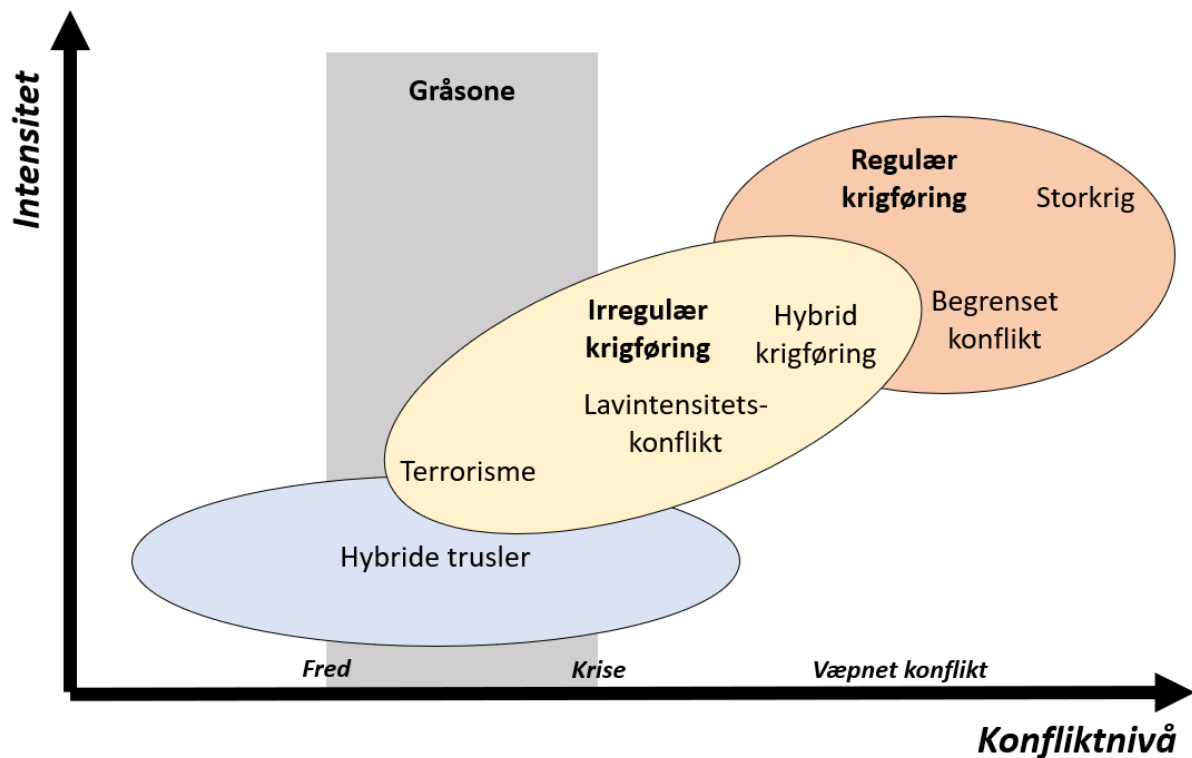 Intensitet
Gråsone
Regulær
krigføring
Storkrig
Irregulær
krigføring
Hybrid
krigføring
Begrenset
konflikt
Lavintensitets-
konflikt
Terrorisme
Hybride trusler
Fred
Krise
Væpnet konflikt
Konfliktnivå